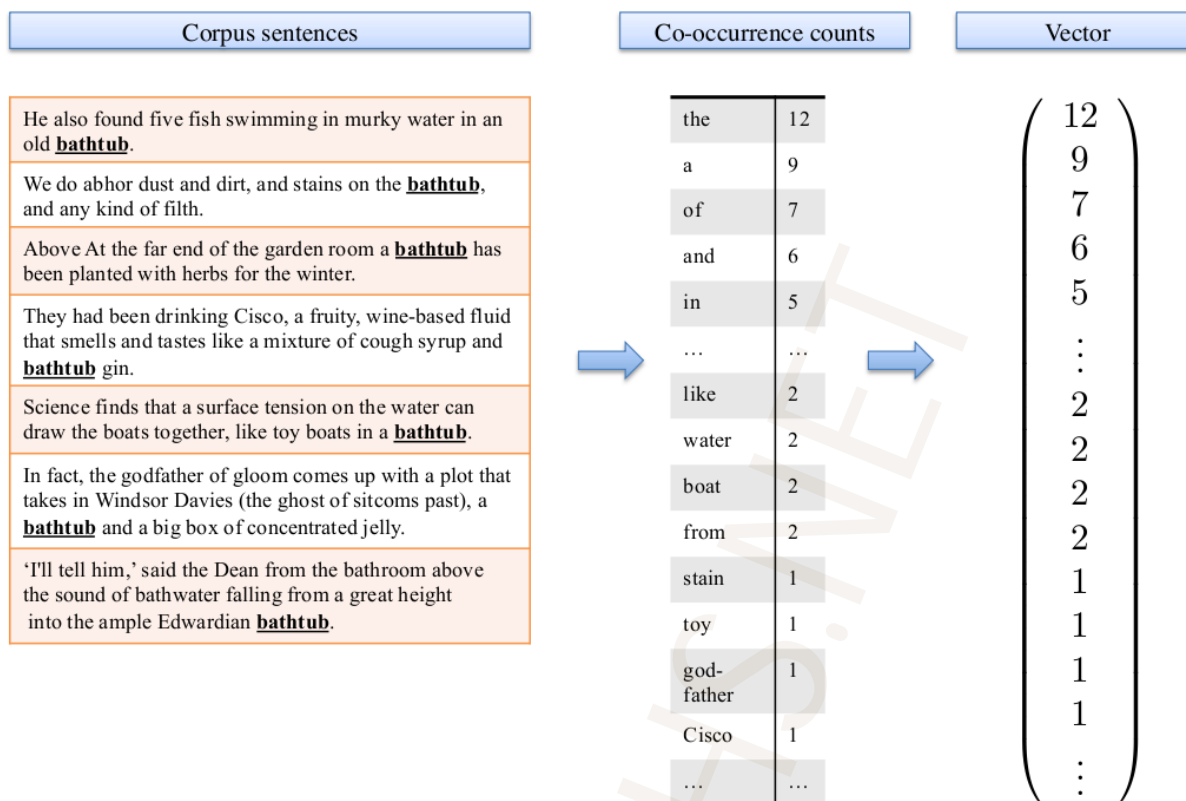 Corpus sentences
Co-occurrence counts
Vector
He also found five fish swimming in murky water in an
old bathtub.
We do abhor dust and dirt, and stains on the bathtub,
and any kind of filth.
Above At the far end of the garden room a bathtub has
been planted with herbs for the winter.
They had been drinking Cisco, a fruity, wine-based fluid
that smells and tastes like a mixture of cough syrup and
bathtub gin.
Science finds that a surface tension on the water can
draw the boats together, like toy boats in a bathtub.
In fact, the godfather of gloom comes up with a plot that
takes in Windsor Davies (the ghost of sitcoms past), a
bathtub and a big box of concentrated jelly.
‘I'll tell him,’ said the Dean from the bathroom above
the sound of bathwater falling from a great height
into the ample Edwardian bathtub.
the 12
a 9
of 7
and 6
in 5
… …
like 2
water 2
boat 2
from 2
stain 1
toy 1
god-
father 1
Cisco 1
… …
12
9
7
6
5
⋮
2
2
2
2
1
1
1
1
⋮